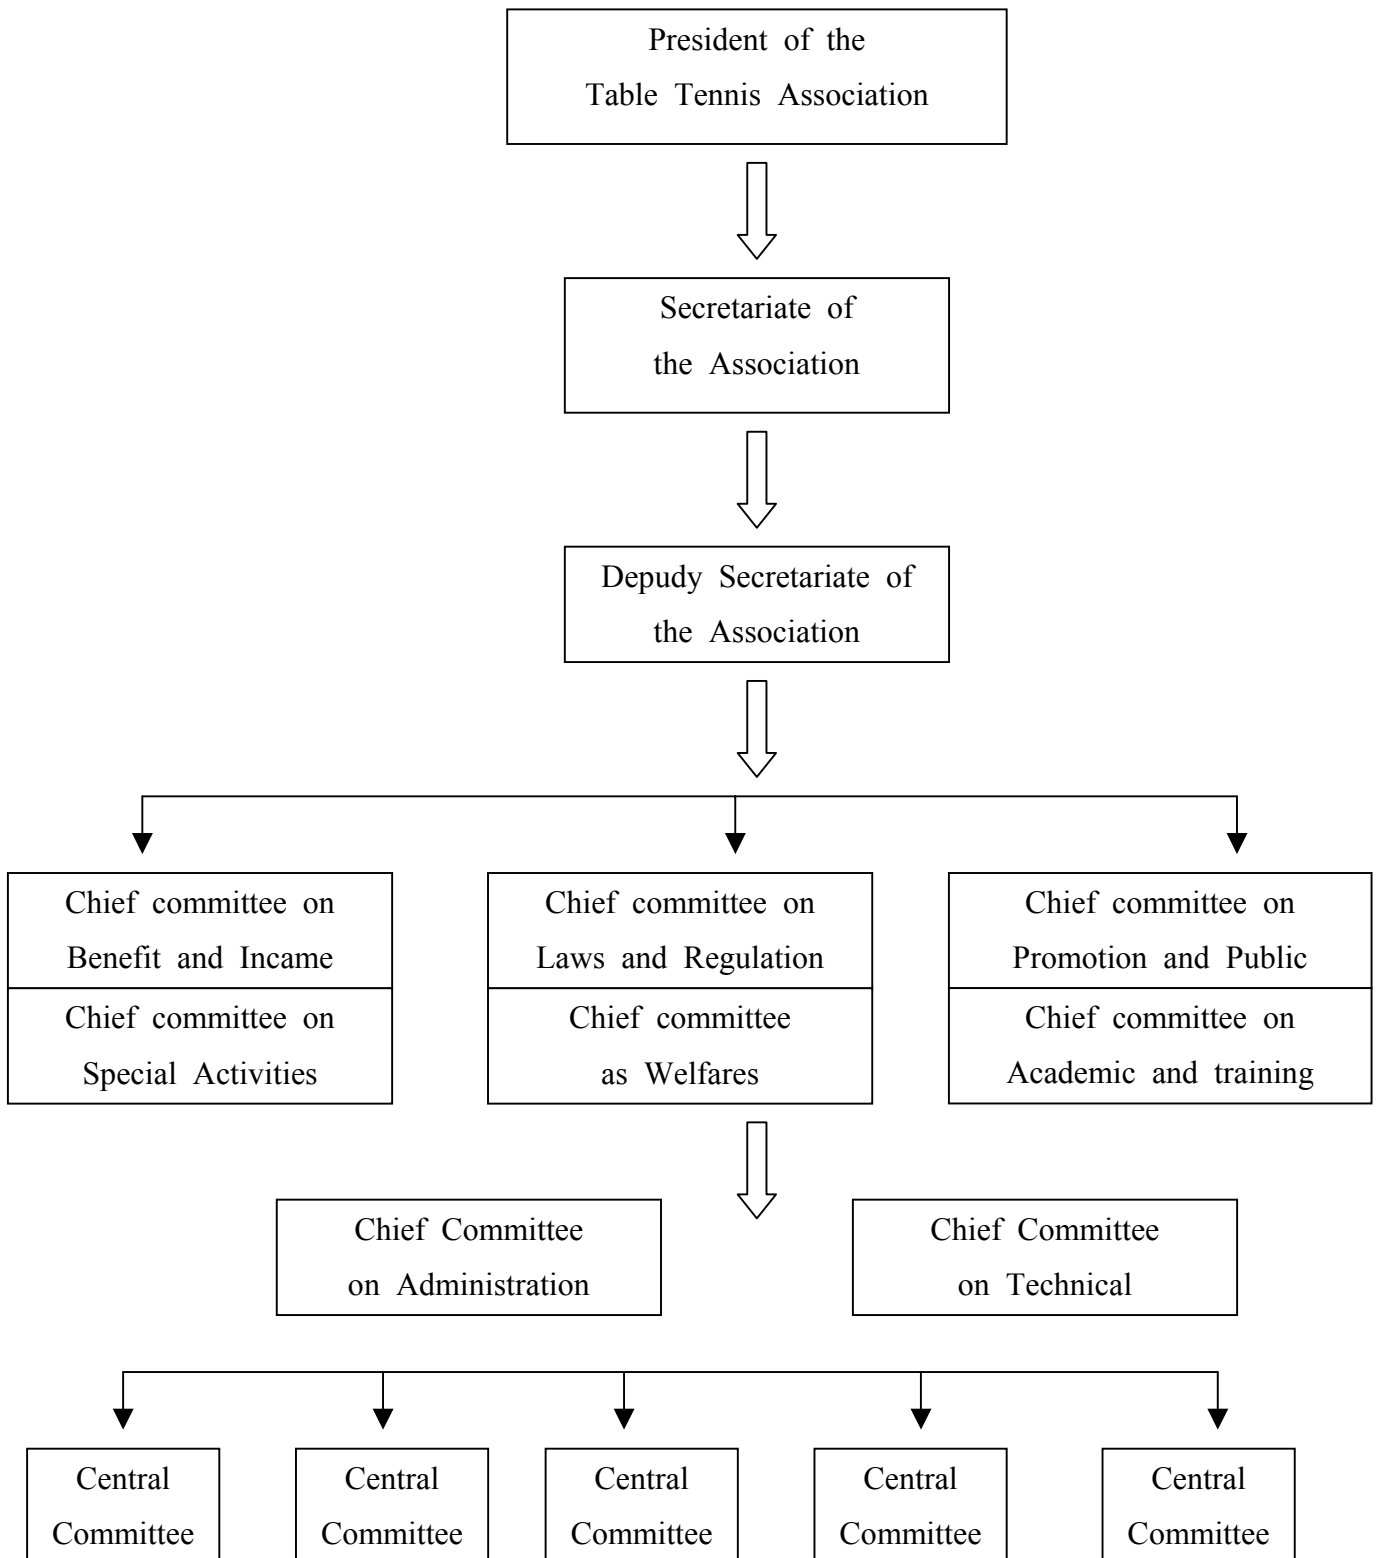 President of the
Table Tennis Association
Secretariate of
the Association
Depudy Secretariate of
the Association
Chief committee on
Benefit and Incame
Chief committee on
Laws and Regulation
Chief committee on
Promotion and Public
Chief committee on
Special Activities
Chief committee
as Welfares
Chief committee on
Academic and training
Chief Committee
on Administration
Chief Committee
on Technical
Central
Committee
Central
Committee
Central
Committee
Central
Committee
Central
Committee